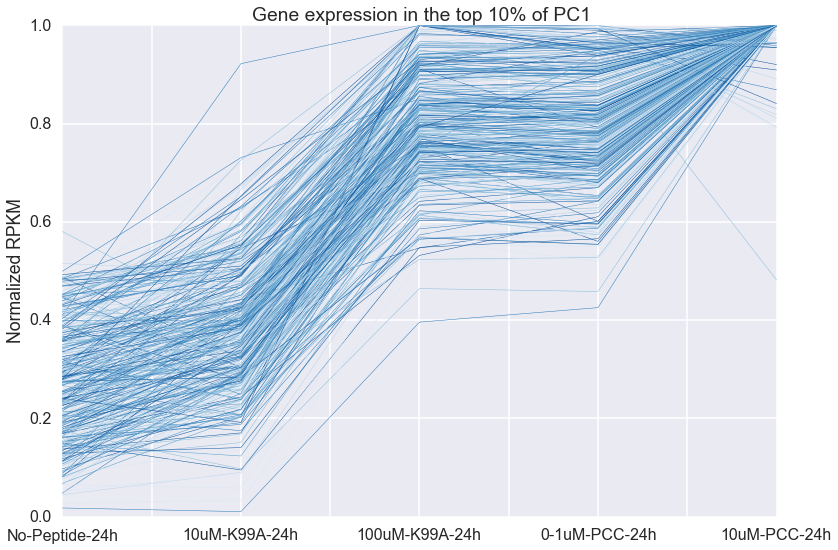 Gene expression in the top 10% of PC1
Normalized RPKM
1.0
0.8
0.6
0.4
0.2
0.0
No-Peptide-24h
10uM-K99A-24h
100uM-K99A-24h
0-1uM-PCC-24h
10uM-PCC-24h